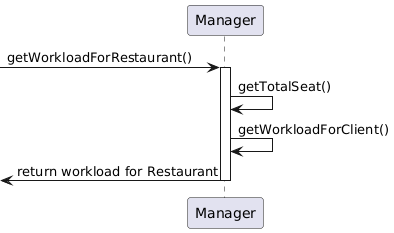 Manager
getWorkloadForRestaurant()
getTotalSeat()
getWorkloadForClient()
return workload for Restaurant
Manager